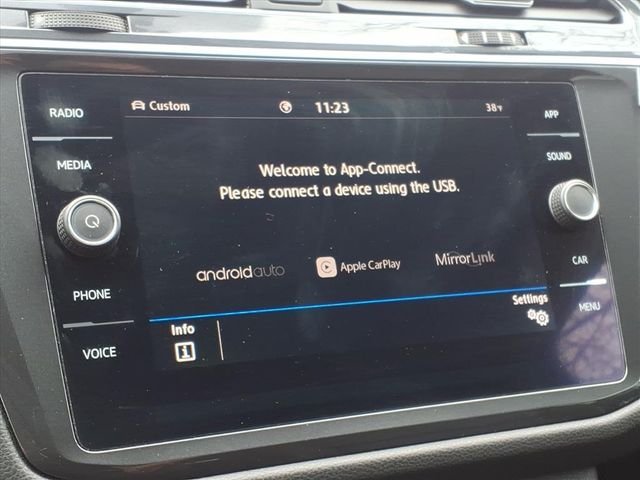 RADIO
MEDIA
PHONE
VOICE
Custom
11:23
38°F
Welcome to App-Connect.
Please connect a device using the USB.
androidauto
Apple CarPlay
MirrorLink
Info
i
Settings
APP
SOUND
CAR
MENU